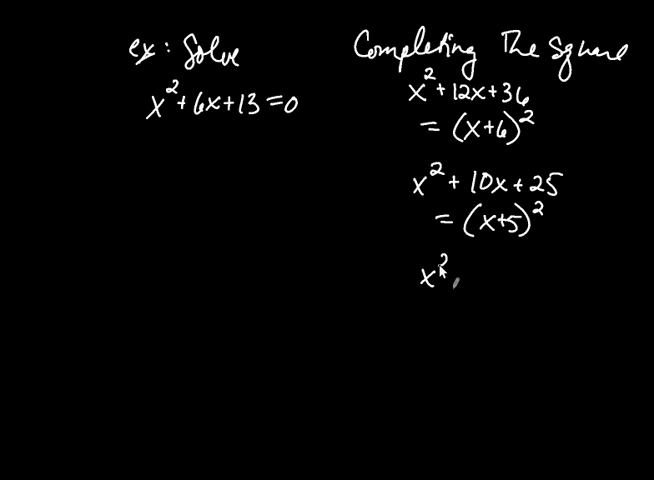 ex: Solve
x² + 6x + 13 = 0
Completing The Square
x² + 12x + 36
= (x+6)²
x² + 10x + 25
= (x+5)²
x²